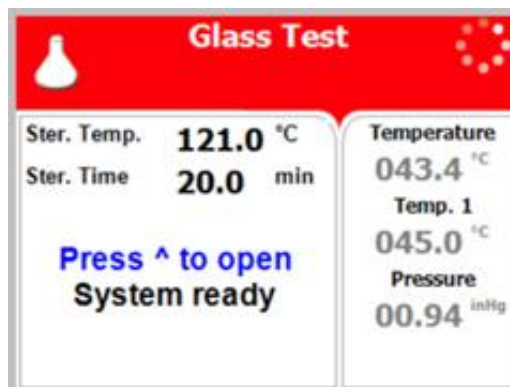 Glass Test
Ster. Temp. 121.0 °C
Ster. Time 20.0 min
Press ^ to open
System ready
Temperature
043.4 °C
Temp. 1
045.0 °C
Pressure
00.94 inHg